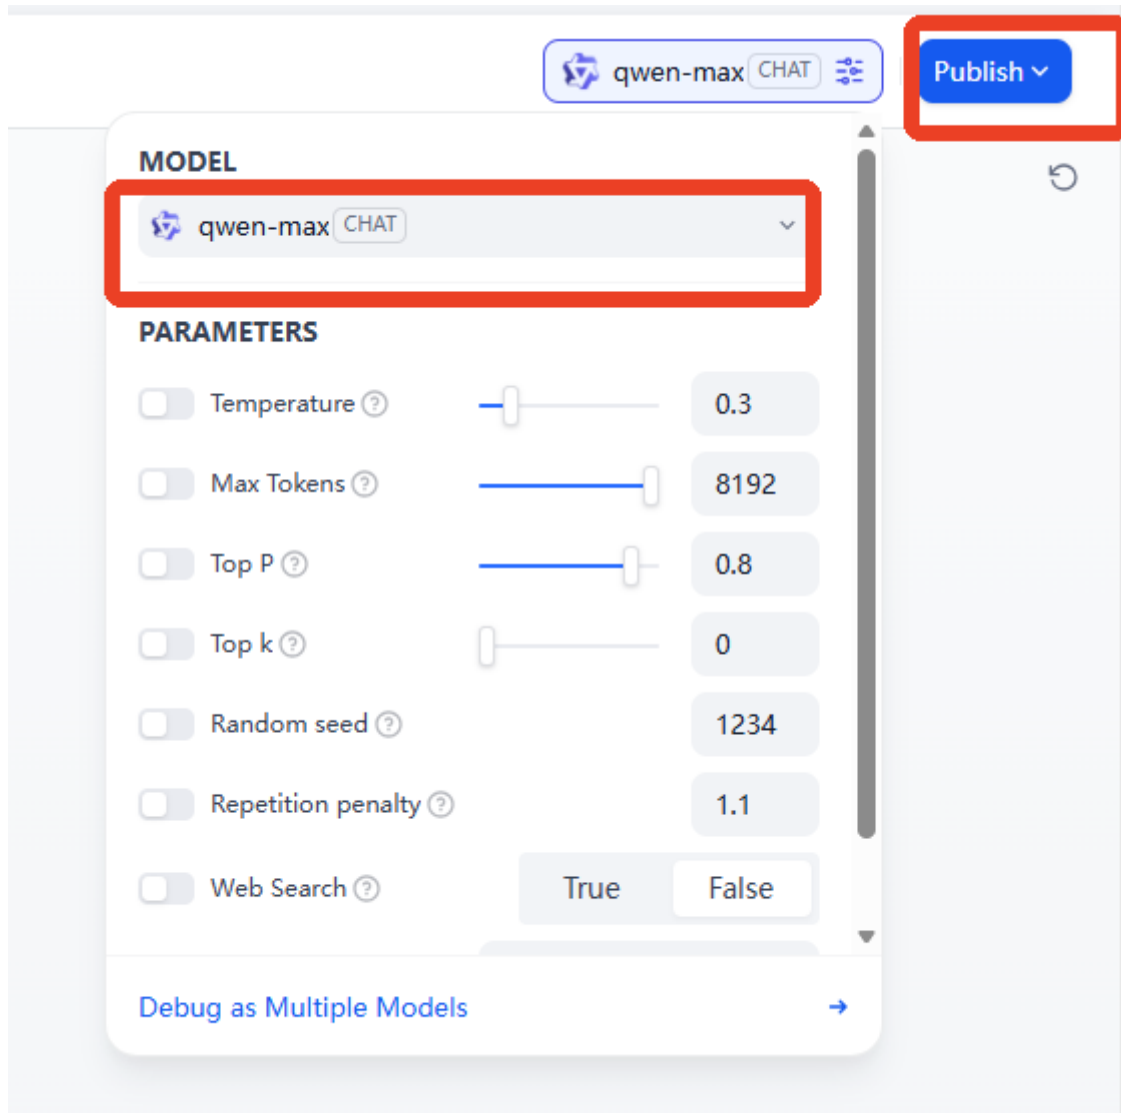 qwen-max CHAT
Publish
MODEL
qwen-max CHAT
PARAMETERS
Temperature ? 0.3
Max Tokens ? 8192
Top P ? 0.8
Top k ? 0
Random seed ? 1234
Repetition penalty ? 1.1
Web Search ? True False
Debug as Multiple Models